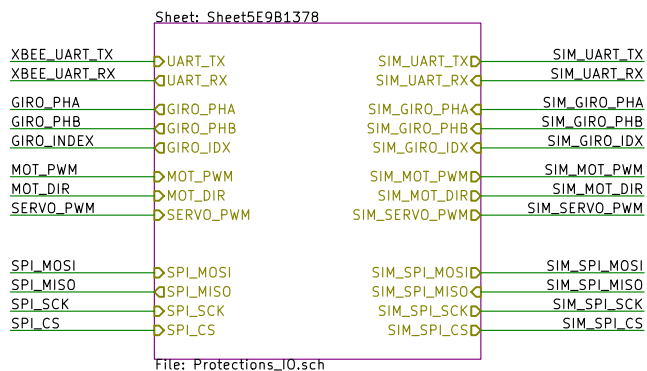 Sheet: Sheet5E9B1378
XBEE_UART_TX UART_TX SIM_UART_TX SIM_UART_TX
XBEE_UART_RX UART_RX SIM_UART_RX SIM_UART_RX
GIRO_PHA GIRO_PHA SIM_GIRO_PHA SIM_GIRO_PHA
GIRO_PHB GIRO_PHB SIM_GIRO_PHB SIM_GIRO_PHB
GIRO_INDEX GIRO_IDX SIM_GIRO_IDX SIM_GIRO_IDX
MOT_PWM MOT_PWM SIM_MOT_PWM SIM_MOT_PWM
MOT_DIR MOT_DIR SIM_MOT_DIR SIM_MOT_DIR
SERVO_PWM SERVO_PWM SIM_SERVO_PWM SIM_SERVO_PWM
SPI_MOSI SPI_MOSI SIM_SPI_MOSI SIM_SPI_MOSI
SPI_MISO SPI_MISO SIM_SPI_MISO SIM_SPI_MISO
SPI_SCK SPI_SCK SIM_SPI_SCK SIM_SPI_SCK
SPI_CS SPI_CS SIM_SPI_CS SIM_SPI_CS
File: Protections_IO.sch